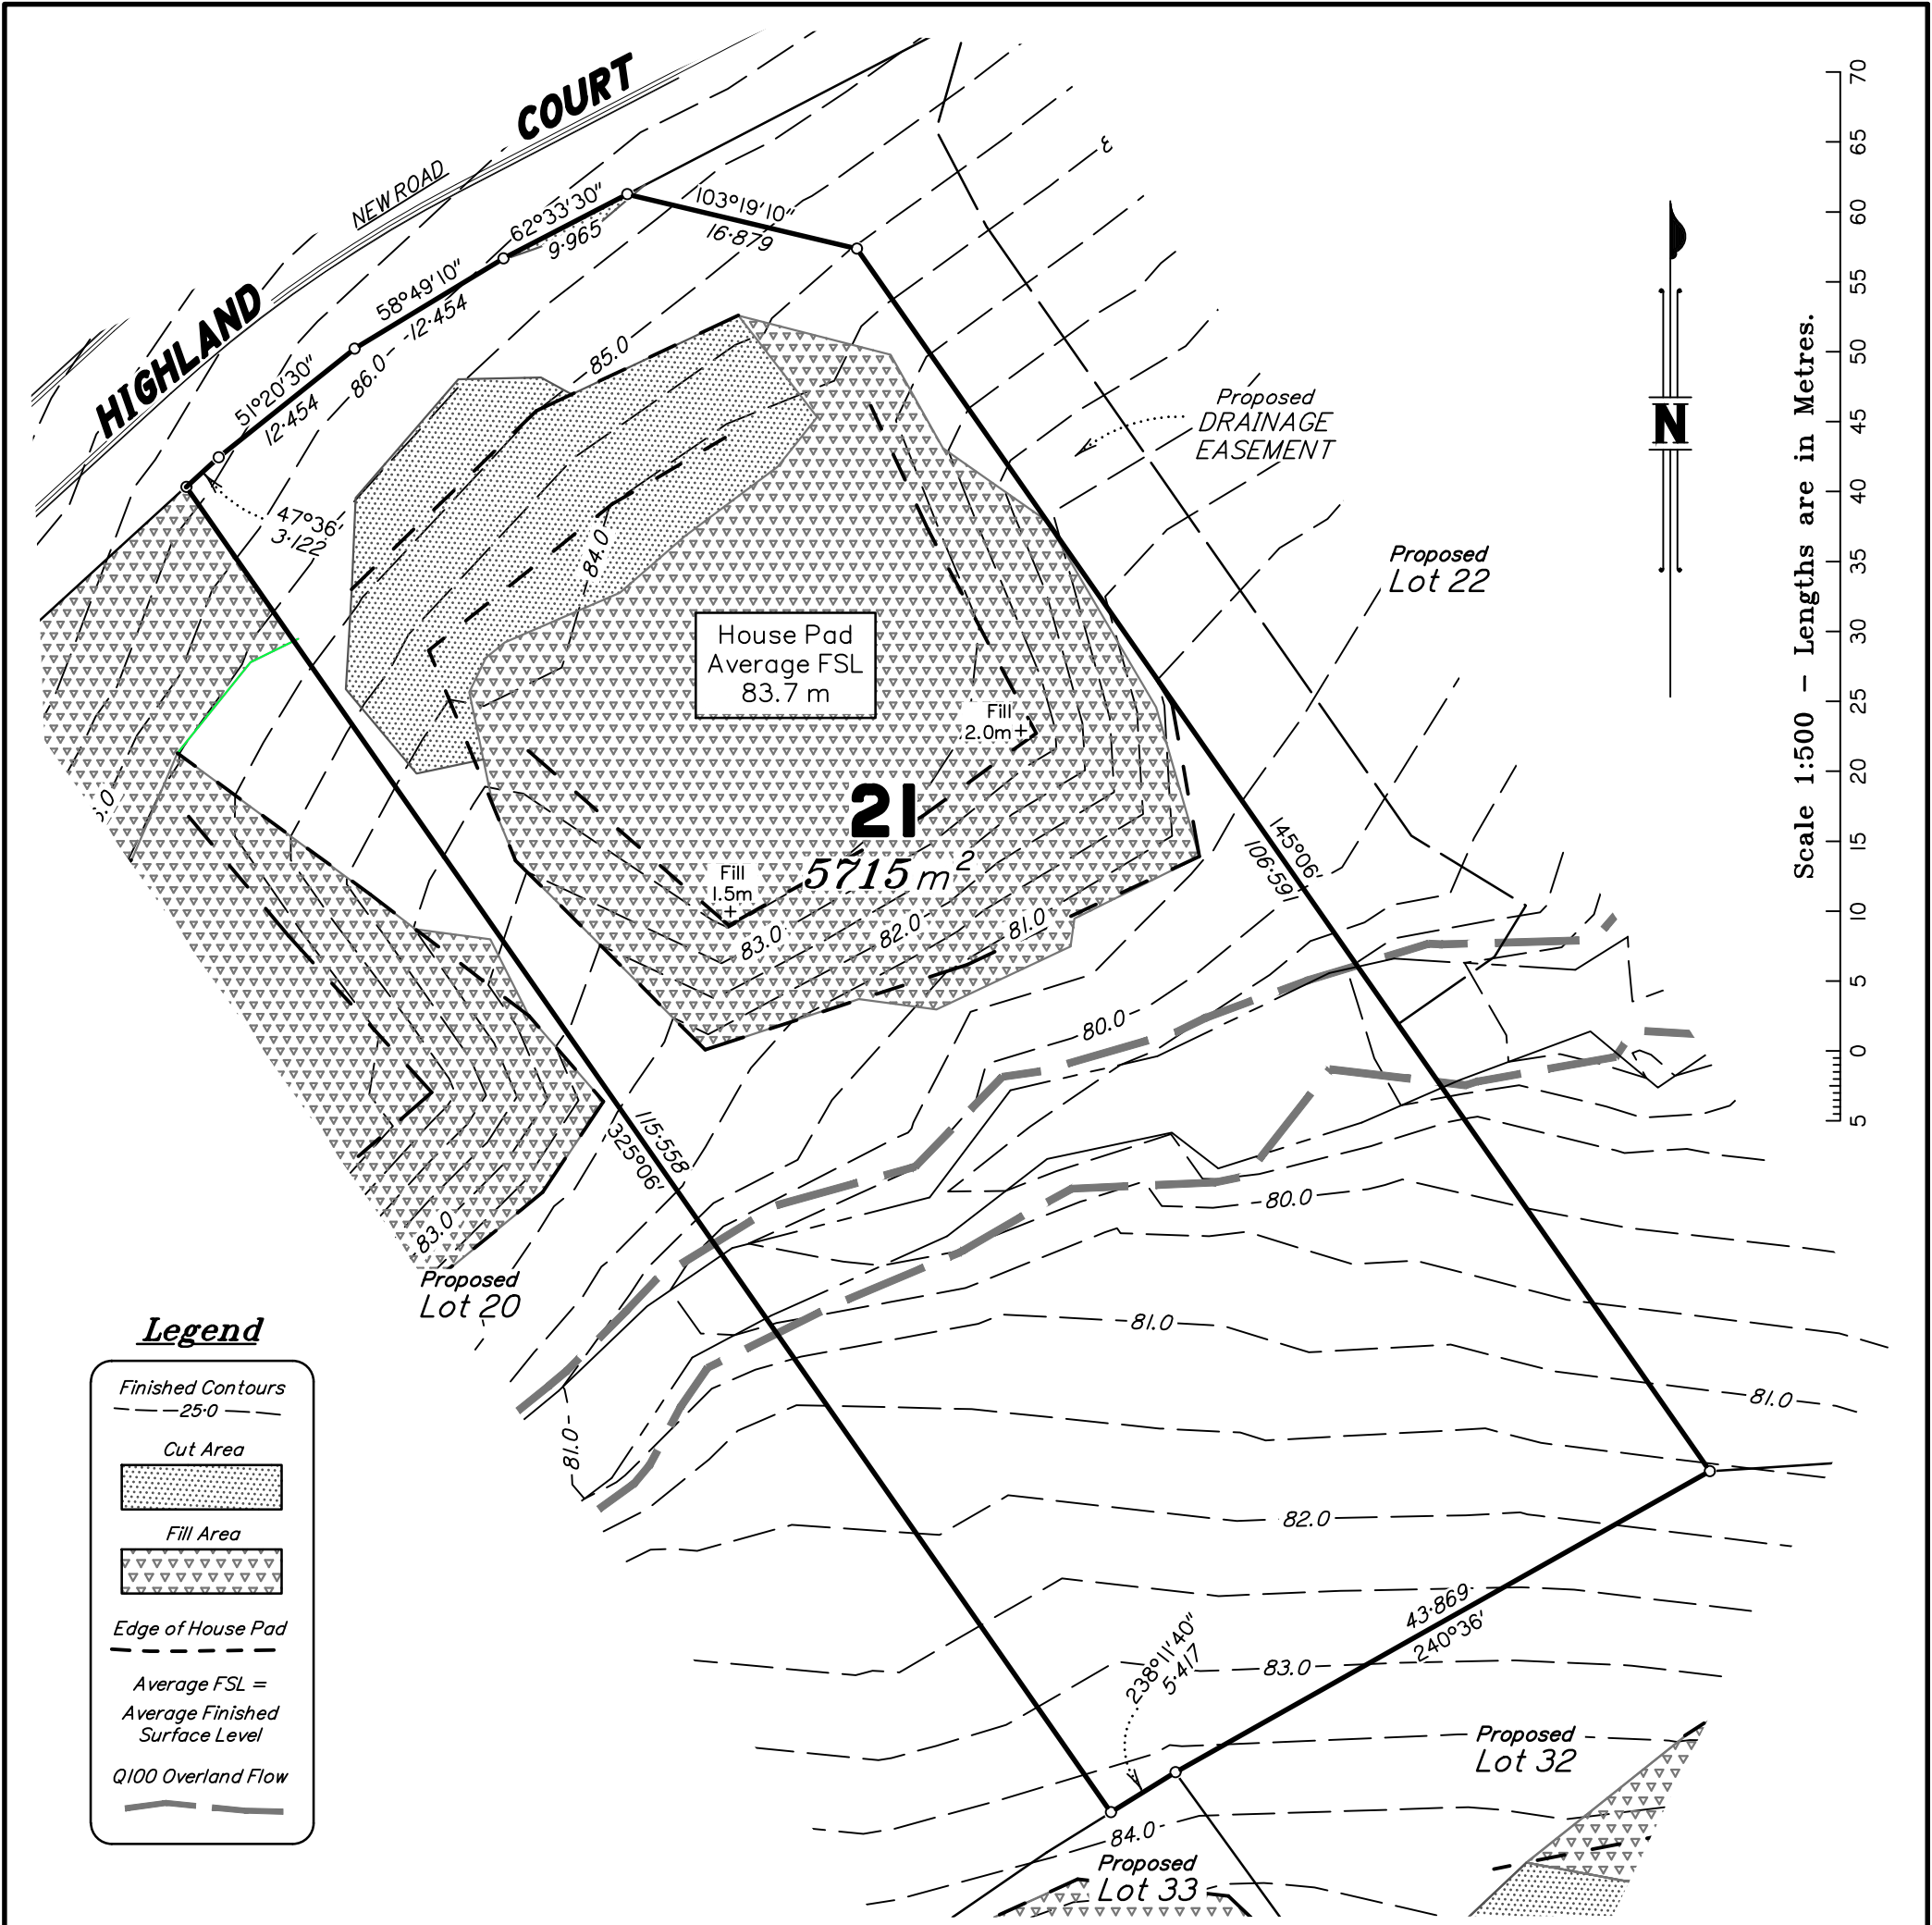 HIGHLAND COURT
NEW ROAD
62°33'30"
9·965
103°19'10"
16·879
58°49'10"
12·454
51°20'30"
12·454
86.0
85.0
47°36'
3·122
84.0
Proposed
DRAINAGE
EASEMENT
Proposed
Lot 22
House Pad
Average FSL
83.7 m
Fill
2.0m+
21
5715 m²
Fill
1.5m
+
83.0
82.0
81.0
145°06'
106·591
80.0
115·558
325°06'
80.0
83.0
Proposed
Lot 20
81.0
81.0
81.0
82.0
43·869
240°36'
238°11'40"
5·417
83.0
Proposed
Lot 32
84.0
Proposed
Lot 33
N
Scale 1:500 – Lengths are in Metres.
70
65
60
55
50
45
40
35
30
25
20
15
10
5
0
5
Legend
Finished Contours
25·0
Cut Area
Fill Area
Edge of House Pad
Average FSL =
Average Finished
Surface Level
Q100 Overland Flow